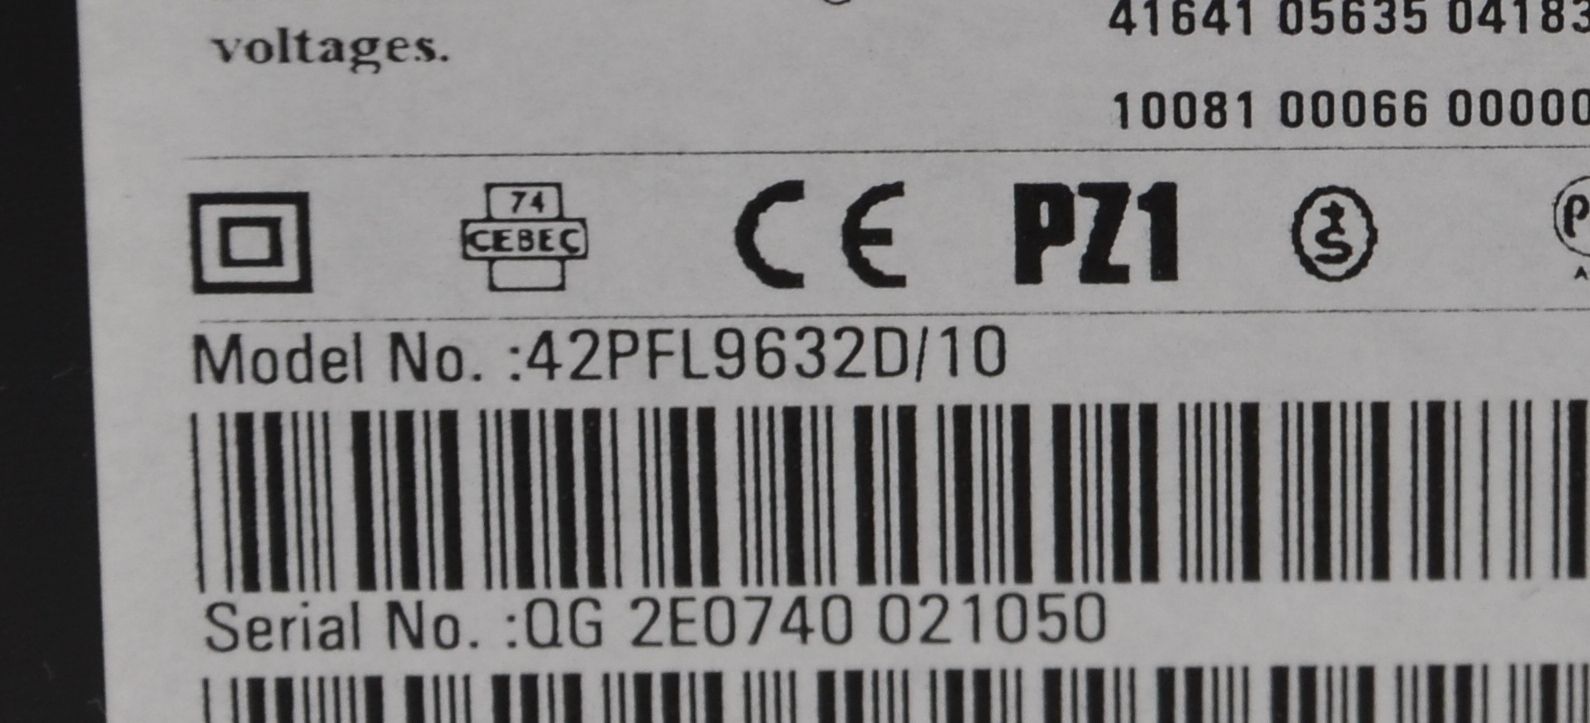 41641 05635 04183
voltages.
10081 00066 00000
74
CEBEC
CE
PZ1
S
Model No. :42PFL9632D/10
Serial No. :QG 2E0740 021050